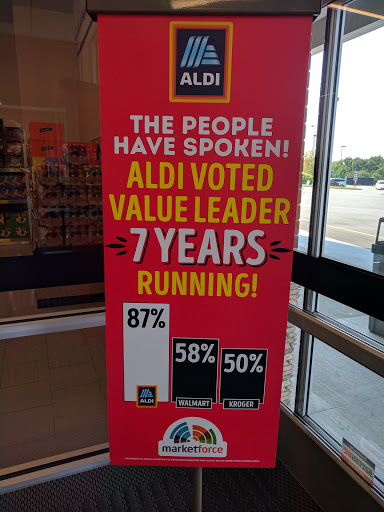 ALDI
THE PEOPLE
HAVE SPOKEN!
ALDI VOTED
VALUE LEADER
7 YEARS
RUNNING!
87%
58%
50%
ALDI
WALMART
KROGER
marketforce